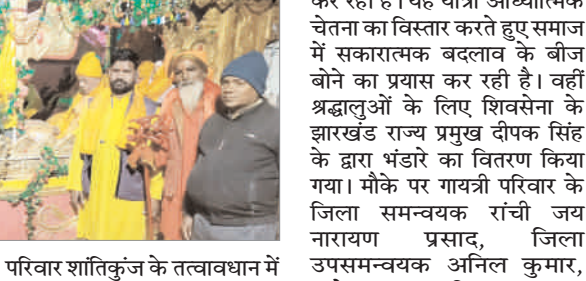 परिवार शांतिकुंज के तत्वावधान में
कर रही है। यह यात्रा आध्यात्मिक
चेतना का विस्तार करते हुए समाज
में सकारात्मक बदलाव के बीज
बोने का प्रयास कर रही है। वहीं
श्रद्धालुओं के लिए शिवसेना के
झारखंड राज्य प्रमुख दीपक सिंह
के द्वारा भंडारे का वितरण किया
गया। मौके पर गायत्री परिवार के
जिला समन्वयक रांची जय
नारायण प्रसाद, जिला
उपसमन्वयक अनिल कुमार,